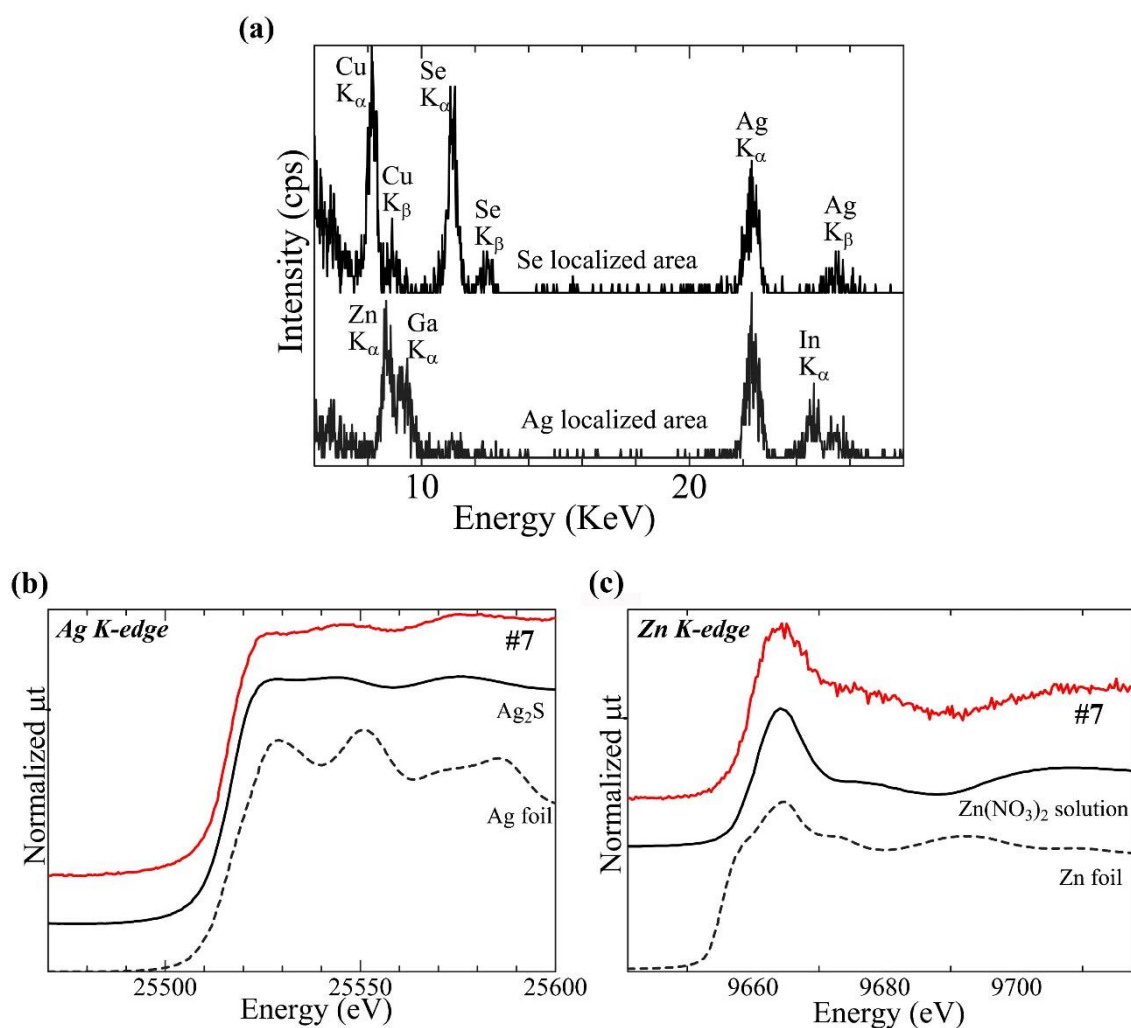 (a)
Cu
Kα
Se
Kα
Cu
Kβ
Se
Kβ
Ag
Kα
Ag
Kβ
Se localized area
Zn
Kα
Ga
Kα
In
Kα
Ag localized area
Intensity (cps)
10
20
Energy (KeV)
(b)
Ag K-edge
#7
Ag₂S
Ag foil
Normalized μt
25500
25550
25600
Energy (eV)
(c)
Zn K-edge
#7
Zn(NO₃)₂ solution
Zn foil
Normalized μt
9660
9680
9700
Energy (eV)